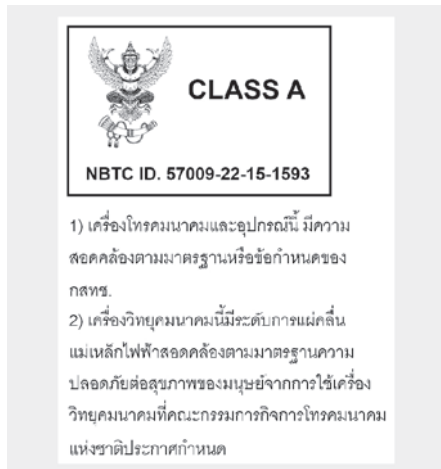 CLASS A
NBTC ID. 57009-22-15-1593
1) เครื่องโทรคมนาคมและอุปกรณ์นี้ มีความ
สอดคล้องตามมาตรฐานหรือข้อกำหนดของ
กสทช.
2) เครื่องวิทยุคมนาคมนี้มีระดับการแผ่คลื่น
แม่เหล็กไฟฟ้าสอดคล้องตามมาตรฐานความ
ปลอดภัยต่อสุขภาพของมนุษย์จากการใช้เครื่อง
วิทยุคมนาคมที่คณะกรรมการกิจการโทรคมนาคม
แห่งชาติประกาศกำหนด